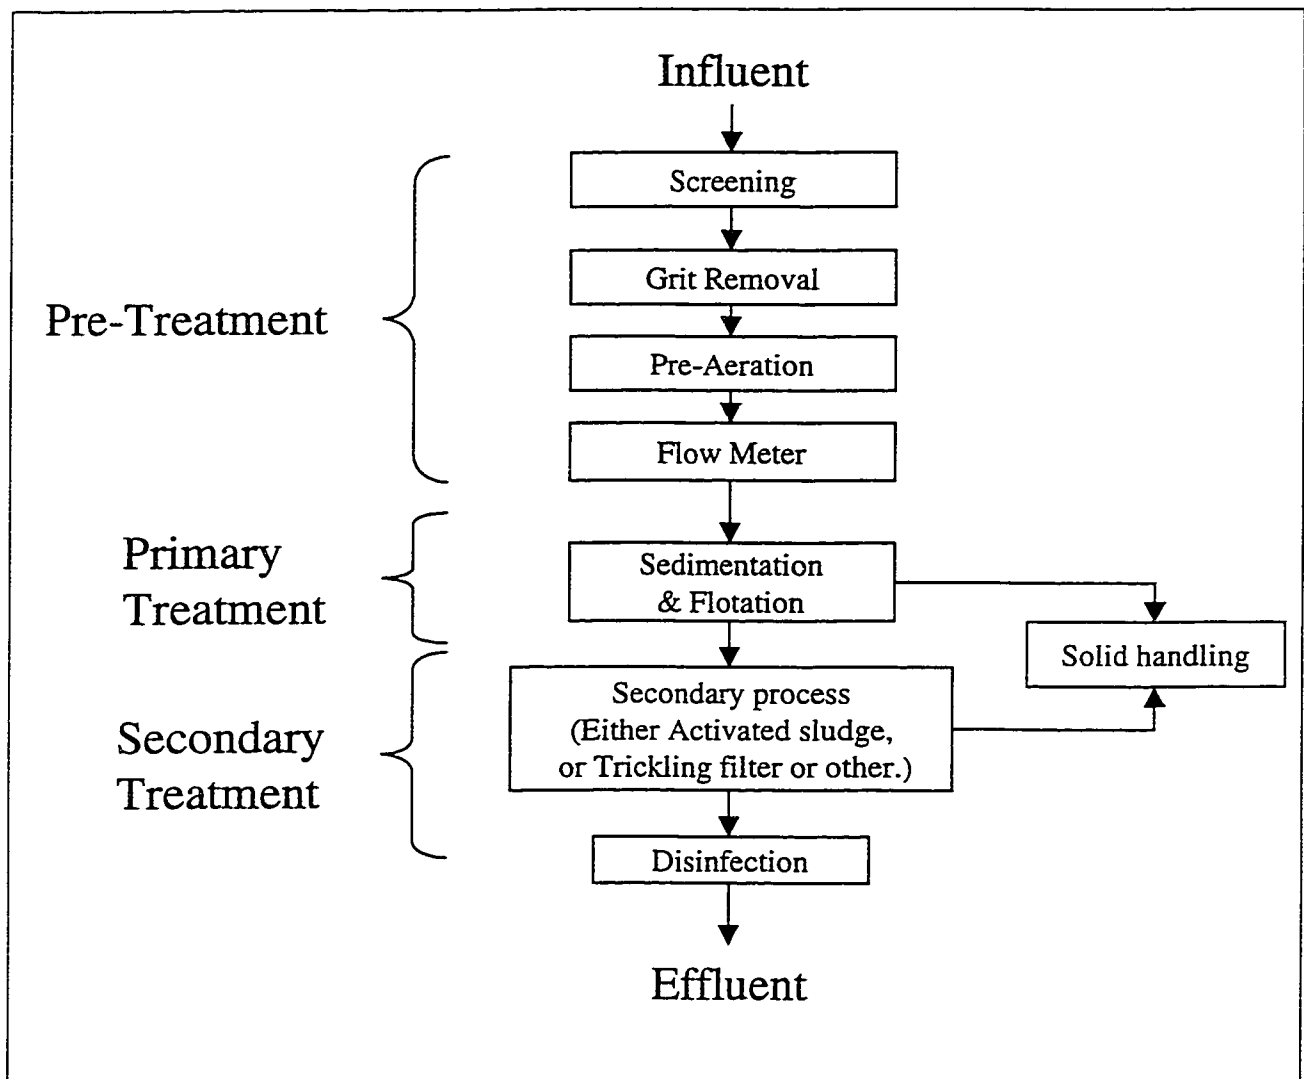 Influent
Screening
Grit Removal
Pre-Aeration
Flow Meter
Pre-Treatment
Sedimentation
& Flotation
Primary
Treatment
Solid handling
Secondary process
(Either Activated sludge,
or Trickling filter or other.)
Secondary
Treatment
Disinfection
Effluent